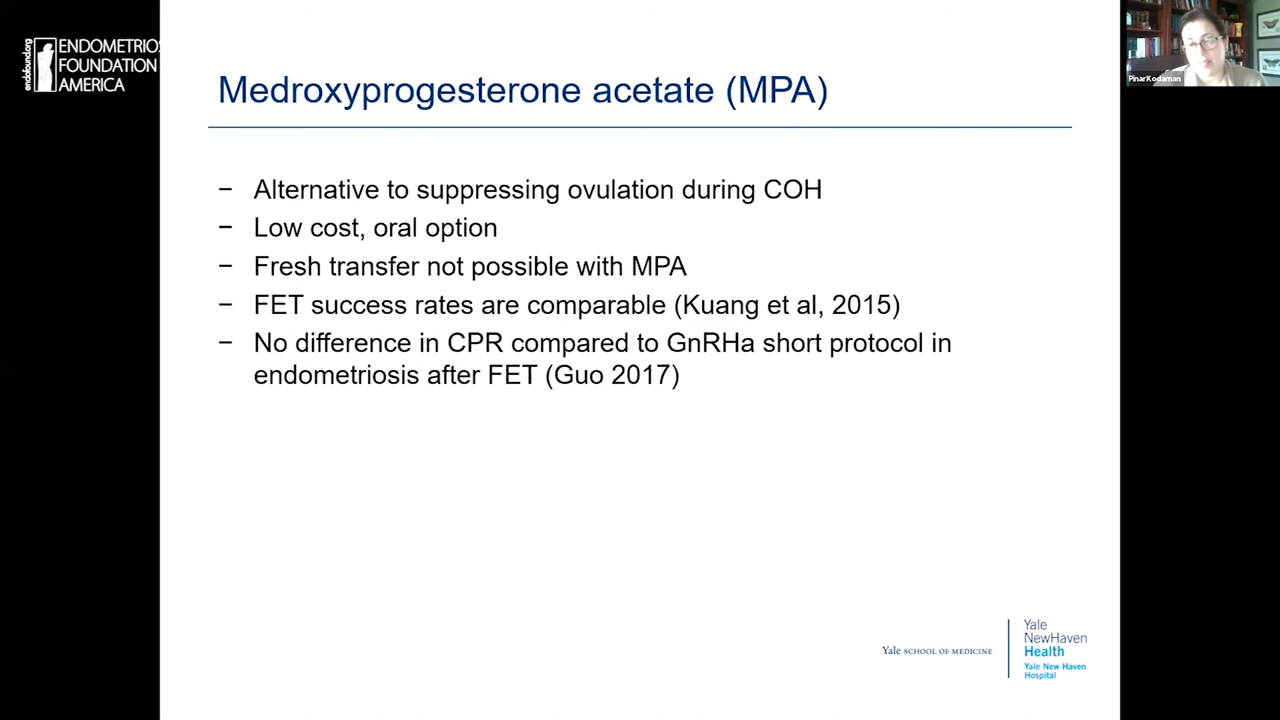 endofound.org
ENDOMETRIOS
FOUNDATION
AMERICA
Medroxyprogesterone acetate (MPA)
− Alternative to suppressing ovulation during COH
− Low cost, oral option
− Fresh transfer not possible with MPA
− FET success rates are comparable (Kuang et al, 2015)
− No difference in CPR compared to GnRHa short protocol in
endometriosis after FET (Guo 2017)
PinarKodaman
Yale SCHOOL OF MEDICINE
Yale
NewHaven
Health
Yale New Haven
Hospital